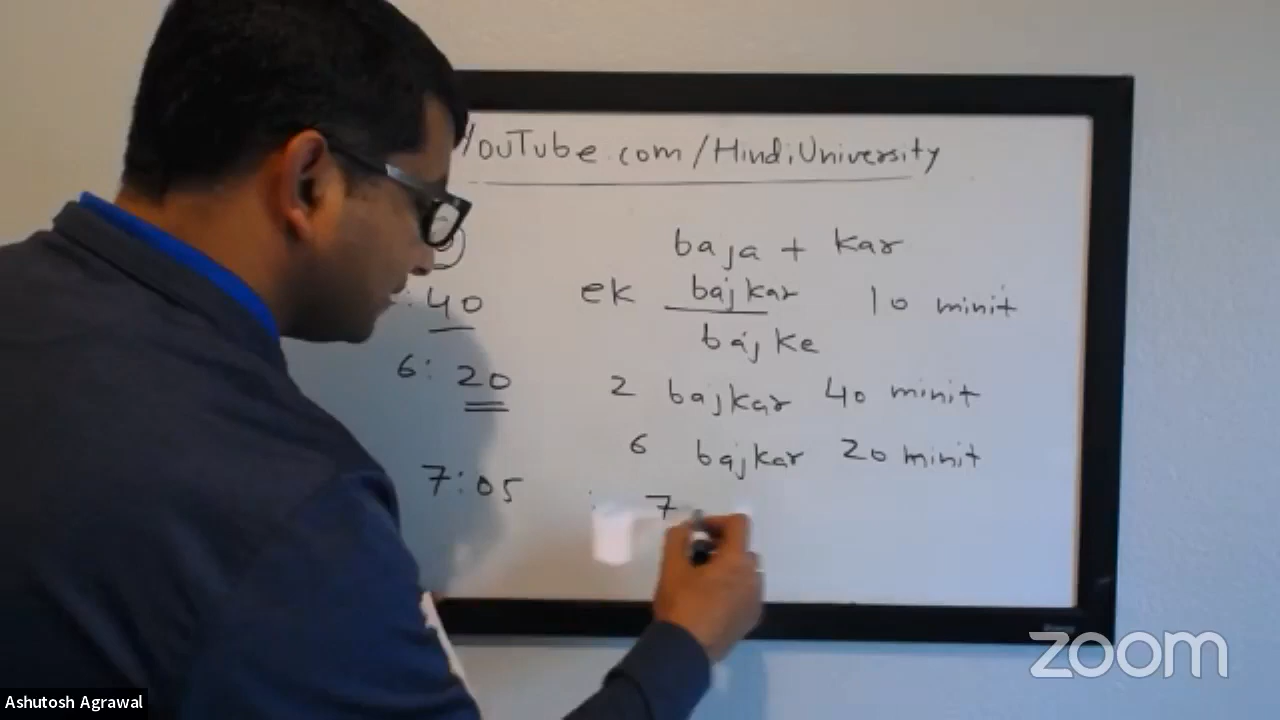 YouTube.com/HindiUniversity
baja + kar
:40 ek bajkar 10 minit
bajke
6:20 2 bajkar 40 minit
6 bajkar 20 minit
7:05 7
zoom
Ashutosh Agrawal